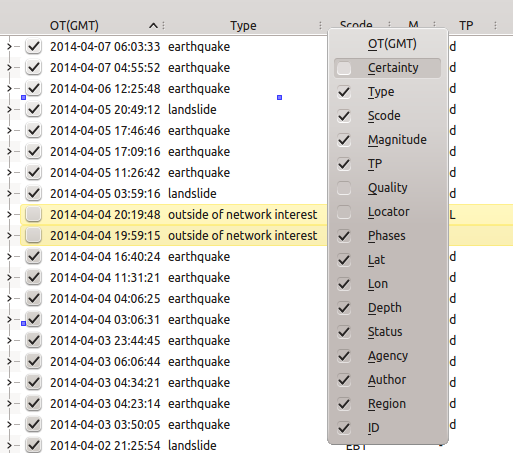 OT(GMT) Type Scode M TP
2014-04-07 06:03:33 earthquake d
2014-04-07 04:55:52 earthquake d
2014-04-06 12:25:48 earthquake d
2014-04-05 20:49:12 landslide d
2014-04-05 17:46:46 earthquake d
2014-04-05 17:09:16 earthquake d
2014-04-05 11:26:42 earthquake d
2014-04-05 03:59:16 landslide d
2014-04-04 20:19:48 outside of network interest L
2014-04-04 19:59:15 outside of network interest d
2014-04-04 16:40:24 earthquake d
2014-04-04 11:31:21 earthquake d
2014-04-04 04:06:25 earthquake d
2014-04-04 03:06:31 earthquake d
2014-04-03 23:44:45 earthquake d
2014-04-03 06:06:44 earthquake d
2014-04-03 04:34:21 earthquake d
2014-04-03 04:23:14 earthquake d
2014-04-03 03:50:05 earthquake d
2014-04-02 21:25:54 landslide
OT(GMT)
Certainty
Type
Scode
Magnitude
TP
Quality
Locator
Phases
Lat
Lon
Depth
Status
Agency
Author
Region
ID